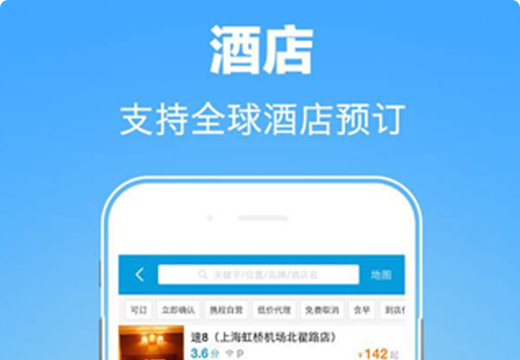 酒店
支持全球酒店预订
关键字/位置/品牌/酒店名
地图
可订 立即确认 携程自营 低价代理 免费取消 含早 到店付
速8（上海虹桥机场北翟路店）
3.6分 P
¥142起